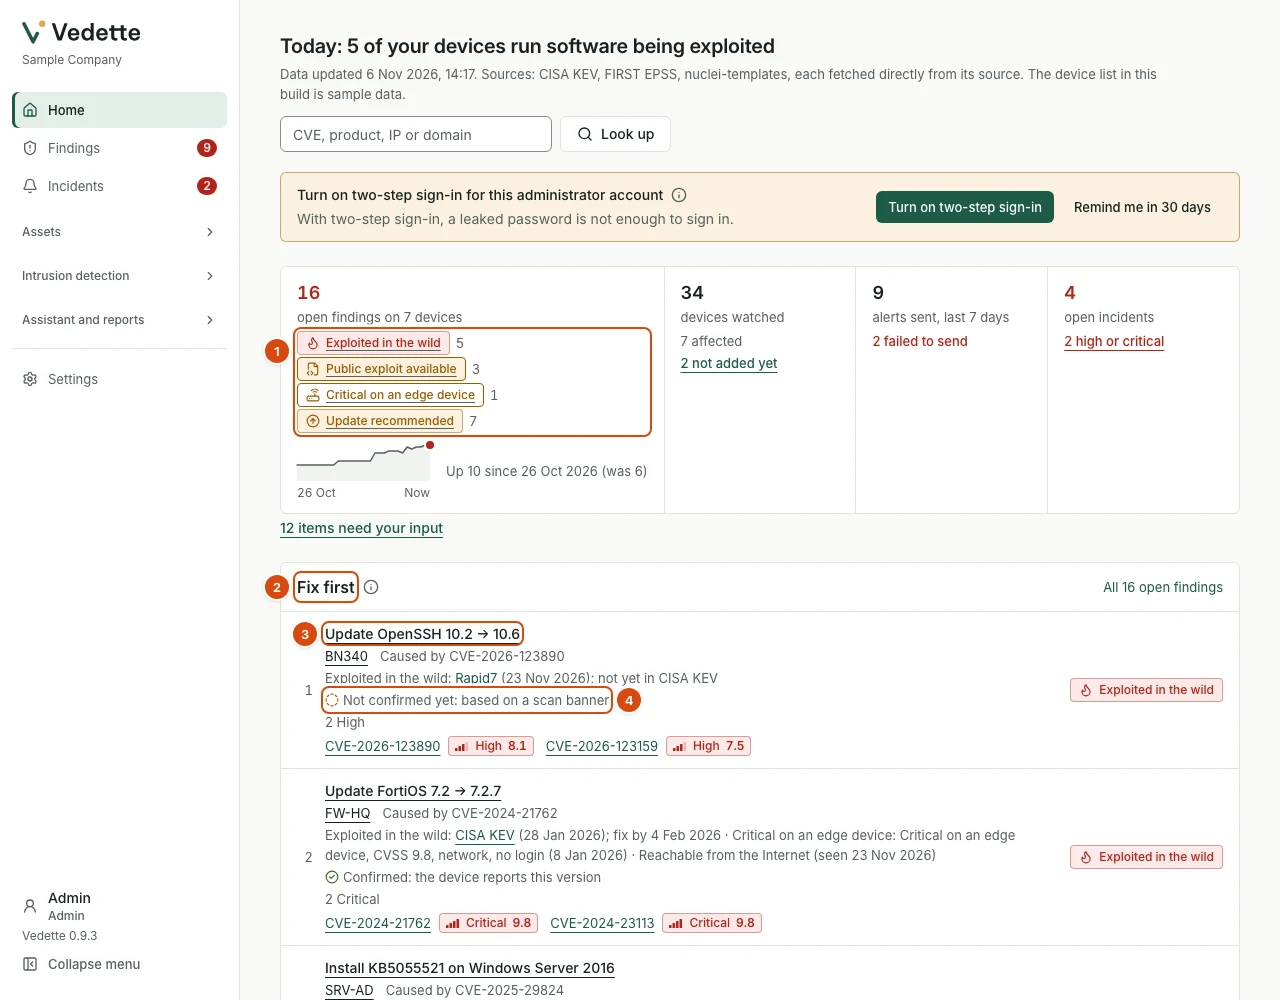 Vedette
Sample Company
Home
Findings 9
Incidents 2
Assets
Intrusion detection
Assistant and reports
Settings
Admin
Admin
Vedette 0.9.3
Collapse menu
Today: 5 of your devices run software being exploited
Data updated 6 Nov 2026, 14:17. Sources: CISA KEV, FIRST EPSS, nuclei-templates, each fetched directly from its source. The device list in this
build is sample data.
CVE, product, IP or domain
Look up
Turn on two-step sign-in for this administrator account
With two-step sign-in, a leaked password is not enough to sign in.
Turn on two-step sign-in
Remind me in 30 days
16
open findings on 7 devices
1
Exploited in the wild 5
Public exploit available 3
Critical on an edge device 1
Update recommended 7
Up 10 since 26 Oct 2026 (was 6)
26 Oct Now
34
devices watched
7 affected
2 not added yet
9
alerts sent, last 7 days
2 failed to send
4
open incidents
2 high or critical
12 items need your input
2 Fix first
All 16 open findings
3 Update OpenSSH 10.2 → 10.6
BN340 Caused by CVE-2026-123890
Exploited in the wild: Rapid7 (23 Nov 2026); not yet in CISA KEV
1
Exploited in the wild
Not confirmed yet: based on a scan banner 4
2 High
CVE-2026-123890 High 8.1 CVE-2026-123159 High 7.5
Update FortiOS 7.2 → 7.2.7
FW-HQ Caused by CVE-2024-21762
Exploited in the wild: CISA KEV (28 Jan 2026); fix by 4 Feb 2026 · Critical on an edge device: Critical on an edge
device, CVSS 9.8, network, no login (8 Jan 2026) · Reachable from the Internet (seen 23 Nov 2026)
2
Exploited in the wild
Confirmed: the device reports this version
2 Critical
CVE-2024-21762 Critical 9.8 CVE-2024-23113 Critical 9.8
Install KB5055521 on Windows Server 2016
SRV-AD Caused by CVE-2025-29824